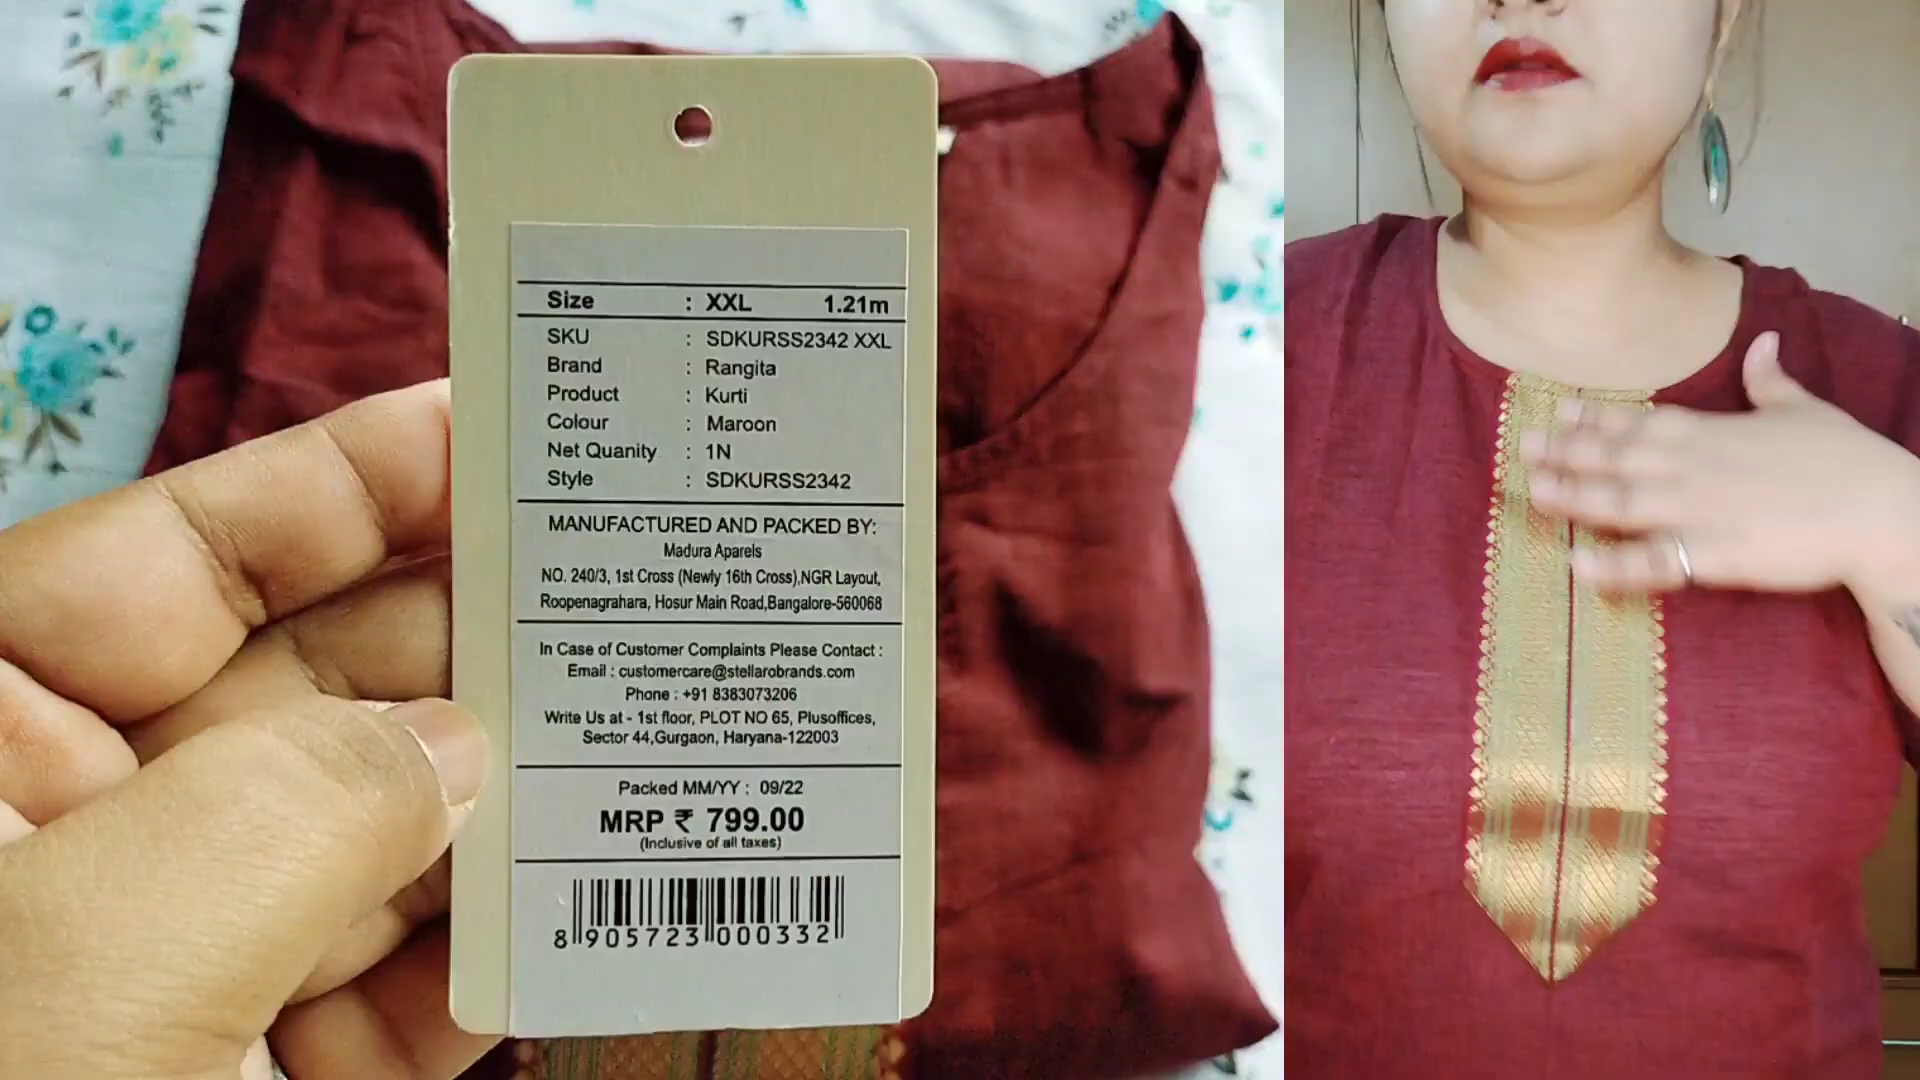 Size : XXL 1.21m
SKU : SDKURSS2342 XXL
Brand : Rangita
Product : Kurti
Colour : Maroon
Net Quanity : 1N
Style : SDKURSS2342
MANUFACTURED AND PACKED BY:
Madura Aparels
NO. 240/3, 1st Cross (Newly 16th Cross),NGR Layout,
Roopenagrahara, Hosur Main Road,Bangalore-560068
In Case of Customer Complaints Please Contact :
Email : customercare@stellarobrands.com
Phone : +91 8383073206
Write Us at - 1st floor, PLOT NO 65, Plusoffices,
Sector 44,Gurgaon, Haryana-122003
Packed MM/YY : 09/22
MRP ₹ 799.00
(Inclusive of all taxes)
8 905723 000332